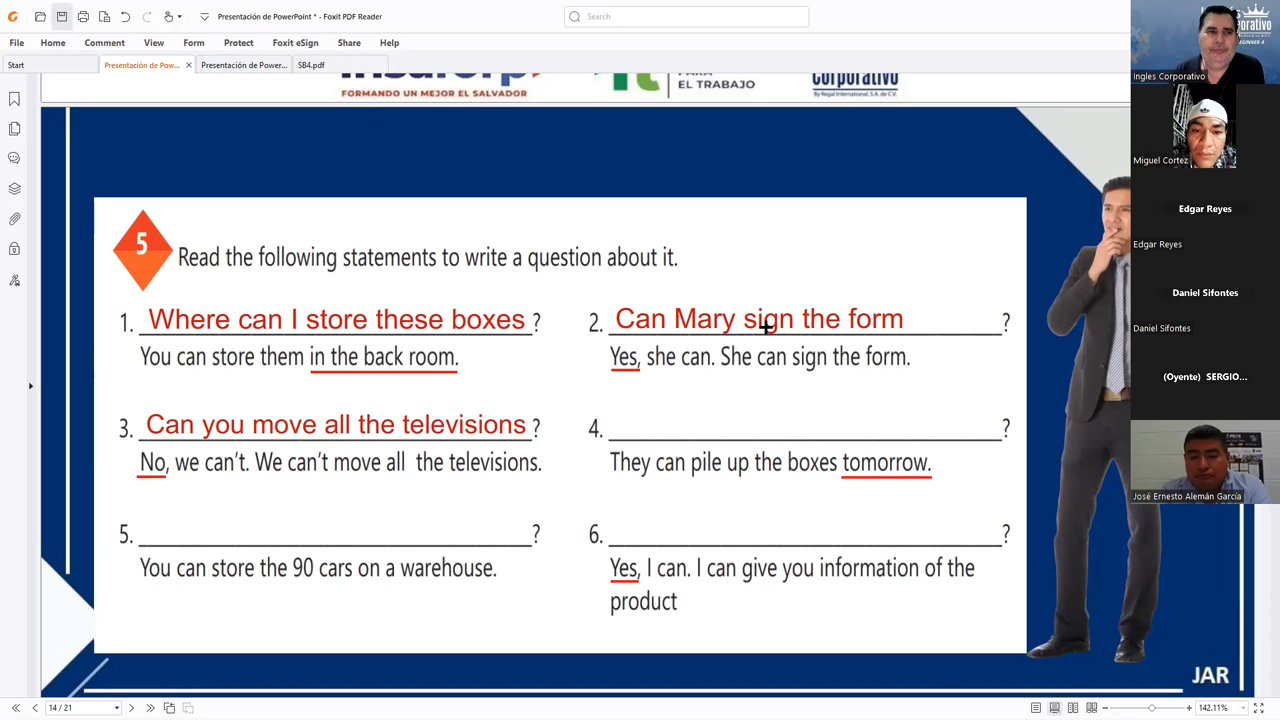 Presentación de PowerPoint * - Foxit PDF Reader
Search
File Home Comment View Form Protect Foxit eSign Share Help
Start
Presentación de Pow...
Presentación de Power...
SB4.pdf
FORMANDO UN MEJOR EL SALVADOR
PARA
EL TRABAJO
corporativo
By Regal International, S.A. de C.V.
5
Read the following statements to write a question about it.
1. Where can I store these boxes ?
You can store them in the back room.
2. Can Mary sign the form ?
Yes, she can. She can sign the form.
3. Can you move all the televisions ?
No, we can't. We can't move all the televisions.
4. ?
They can pile up the boxes tomorrow.
5. ?
You can store the 90 cars on a warehouse.
6. ?
Yes, I can. I can give you information of the
product
JAR
14 / 21
142.11%
Ingles Corporativo
Miguel Cortez
Edgar Reyes
Edgar Reyes
Daniel Sifontes
Daniel Sifontes
(Oyente) SERGIO...
José Ernesto Alemán García